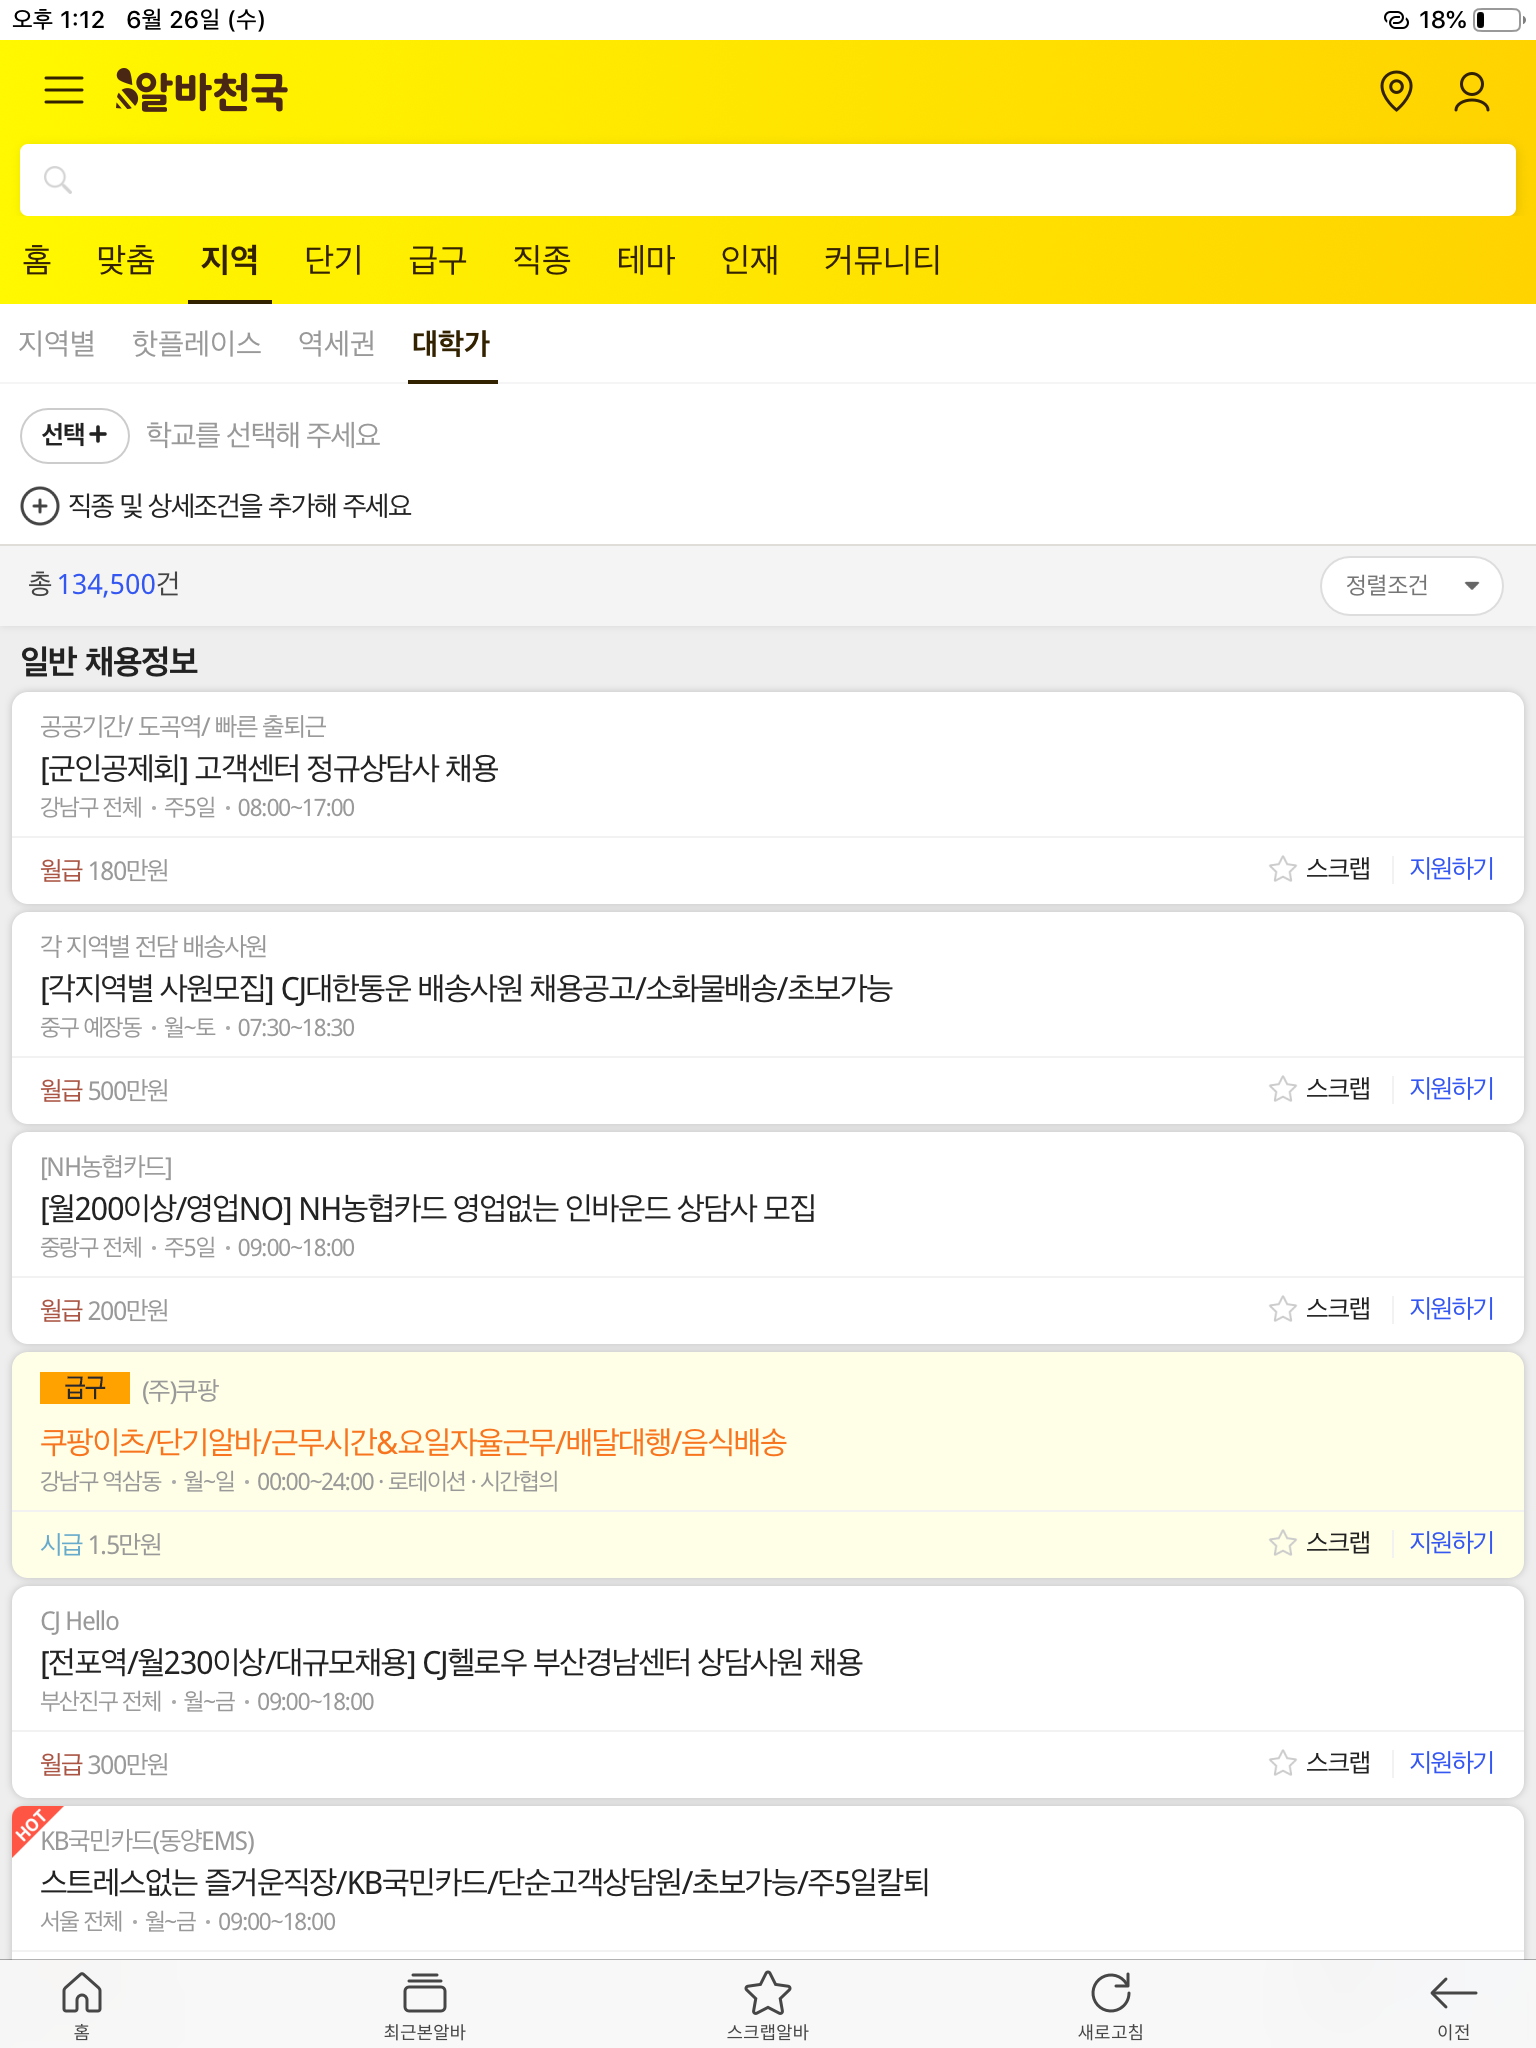 오후 1:12 6월 26일 (수) 18%
알바천국
홈 맞춤 지역 단기 급구 직종 테마 인재 커뮤니티
지역별 핫플레이스 역세권 대학가
선택+ 학교를 선택해 주세요
직종 및 상세조건을 추가해 주세요
총 134,500건 정렬조건
일반 채용정보
공공기간/ 도곡역/ 빠른 출퇴근
[군인공제회] 고객센터 정규상담사 채용
강남구 전체 · 주5일 · 08:00~17:00
월급 180만원 스크랩 지원하기
각 지역별 전담 배송사원
[각지역별 사원모집] CJ대한통운 배송사원 채용공고/소화물배송/초보가능
중구 예장동 · 월~토 · 07:30~18:30
월급 500만원 스크랩 지원하기
[NH농협카드]
[월200이상/영업NO] NH농협카드 영업없는 인바운드 상담사 모집
중랑구 전체 · 주5일 · 09:00~18:00
월급 200만원 스크랩 지원하기
급구 (주)쿠팡
쿠팡이츠/단기알바/근무시간&요일자율근무/배달대행/음식배송
강남구 역삼동 · 월~일 · 00:00~24:00 · 로테이션 · 시간협의
시급 1.5만원 스크랩 지원하기
CJ Hello
[전포역/월230이상/대규모채용] CJ헬로우 부산경남센터 상담사원 채용
부산진구 전체 · 월~금 · 09:00~18:00
월급 300만원 스크랩 지원하기
HOT
KB국민카드(동양EMS)
스트레스없는 즐거운직장/KB국민카드/단순고객상담원/초보가능/주5일칼퇴
서울 전체 · 월~금 · 09:00~18:00
홈 최근본알바 스크랩알바 새로고침 이전